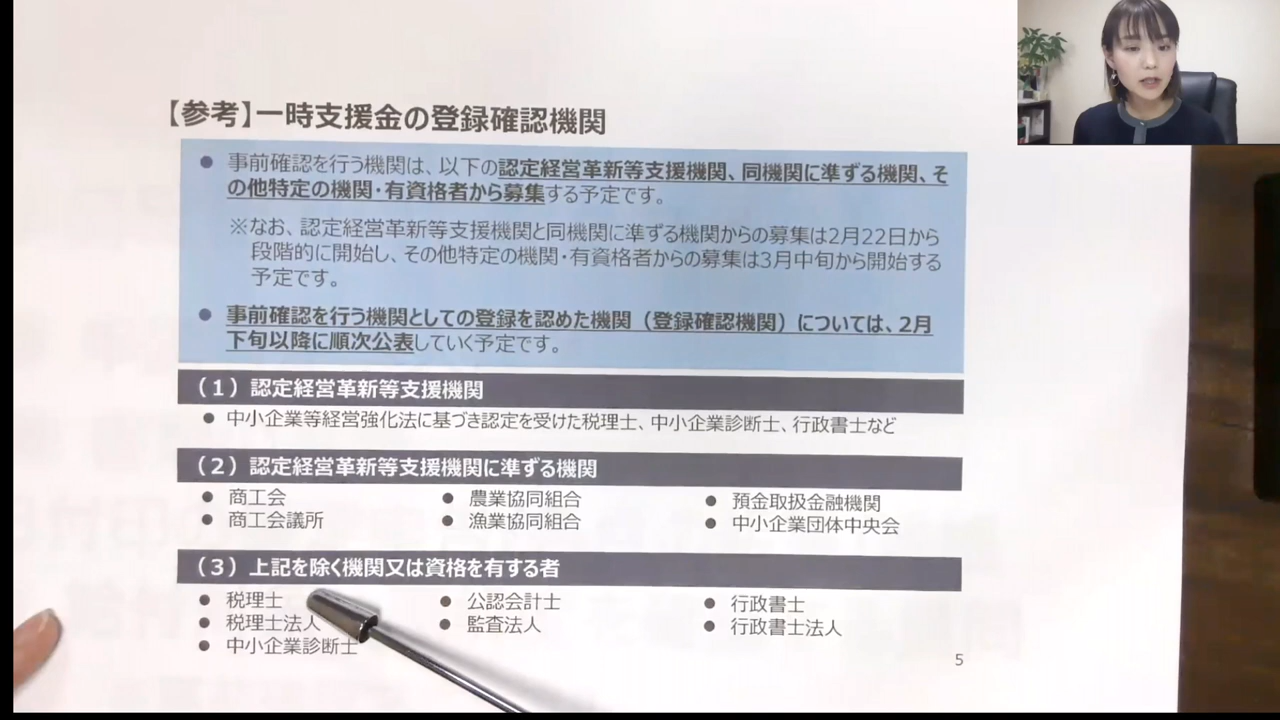 【参考】一時支援金の登録確認機関
● 事前確認を行う機関は、以下の認定経営革新等支援機関、同機関に準ずる機関、そ
の他特定の機関・有資格者から募集する予定です。
※なお、認定経営革新等支援機関と同機関に準ずる機関からの募集は2月22日から
段階的に開始し、その他特定の機関・有資格者からの募集は3月中旬から開始する
予定です。
● 事前確認を行う機関としての登録を認めた機関（登録確認機関）については、2月
下旬以降に順次公表していく予定です。
（1）認定経営革新等支援機関
● 中小企業等経営強化法に基づき認定を受けた税理士、中小企業診断士、行政書士など
（2）認定経営革新等支援機関に準ずる機関
● 商工会 ● 農業協同組合 ● 預金取扱金融機関
● 商工会議所 ● 漁業協同組合 ● 中小企業団体中央会
（3）上記を除く機関又は資格を有する者
● 税理士 ● 公認会計士 ● 行政書士
● 税理士法人 ● 監査法人 ● 行政書士法人
● 中小企業診断士
5